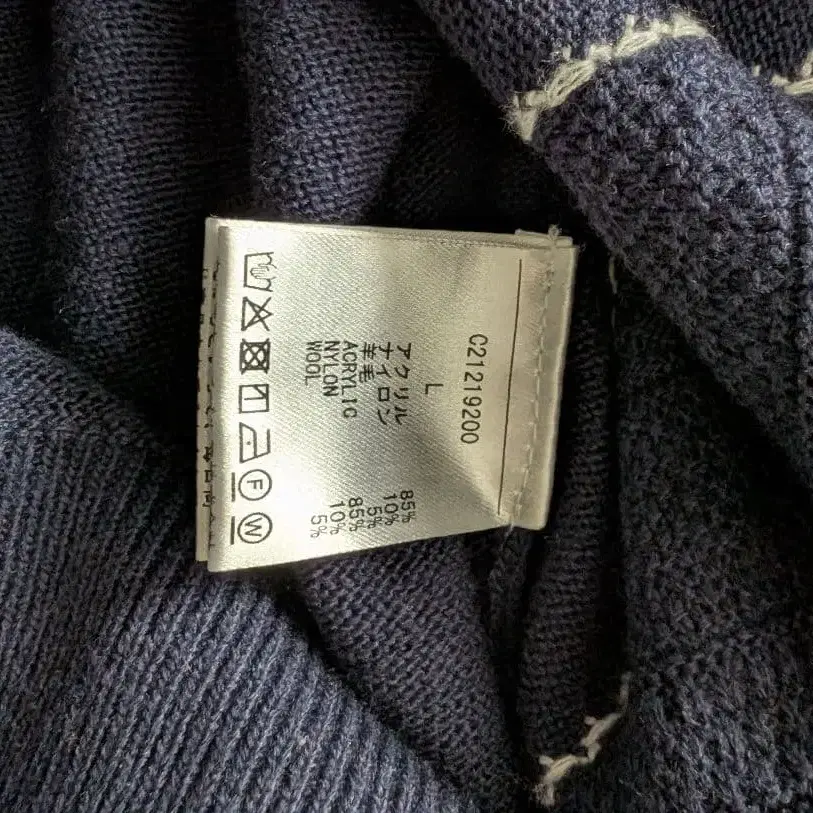 C21219200
L
アクリル 85%
ナイロン 10%
羊毛 5%
ACRYLIC 85%
NYLON 10%
WOOL 5%
F
W